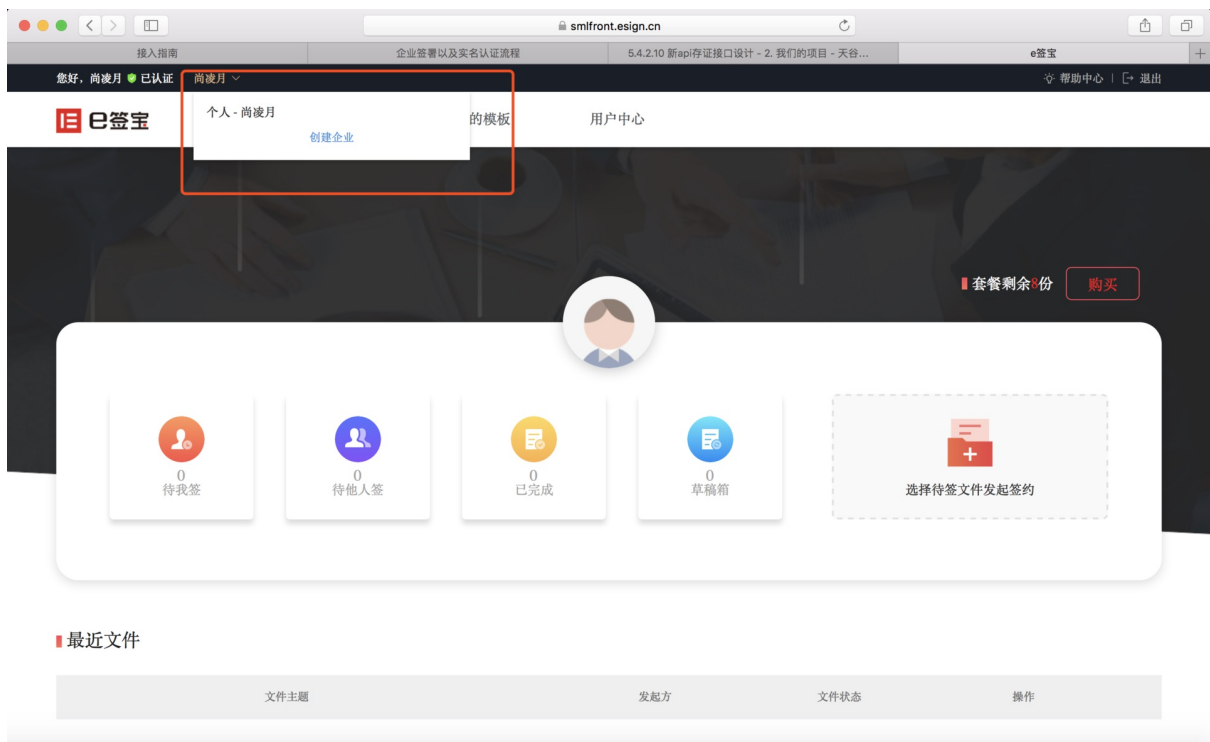 smlfront.esign.cn
接入指南 企业签署以及实名认证流程 5.4.2.10 新api存证接口设计 - 2. 我们的项目 - 天谷... e签宝
您好，尚凌月 已认证 尚凌月 帮助中心 | 退出
e签宝 的模板 用户中心
个人 - 尚凌月
创建企业
套餐剩余8份 购买
0 0 0 0
待我签 待他人签 已完成 草稿箱 选择待签文件发起签约
最近文件
文件主题 发起方 文件状态 操作